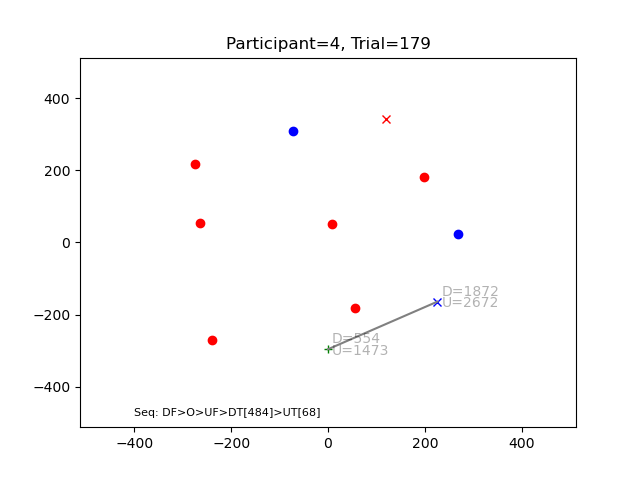 Participant=4, Trial=179
400
200
0
−200
−400
D=1872
U=2672
D=554
U=1473
Seq: DF>O>UF>DT[484]>UT[68]
−400
−200
0
200
400